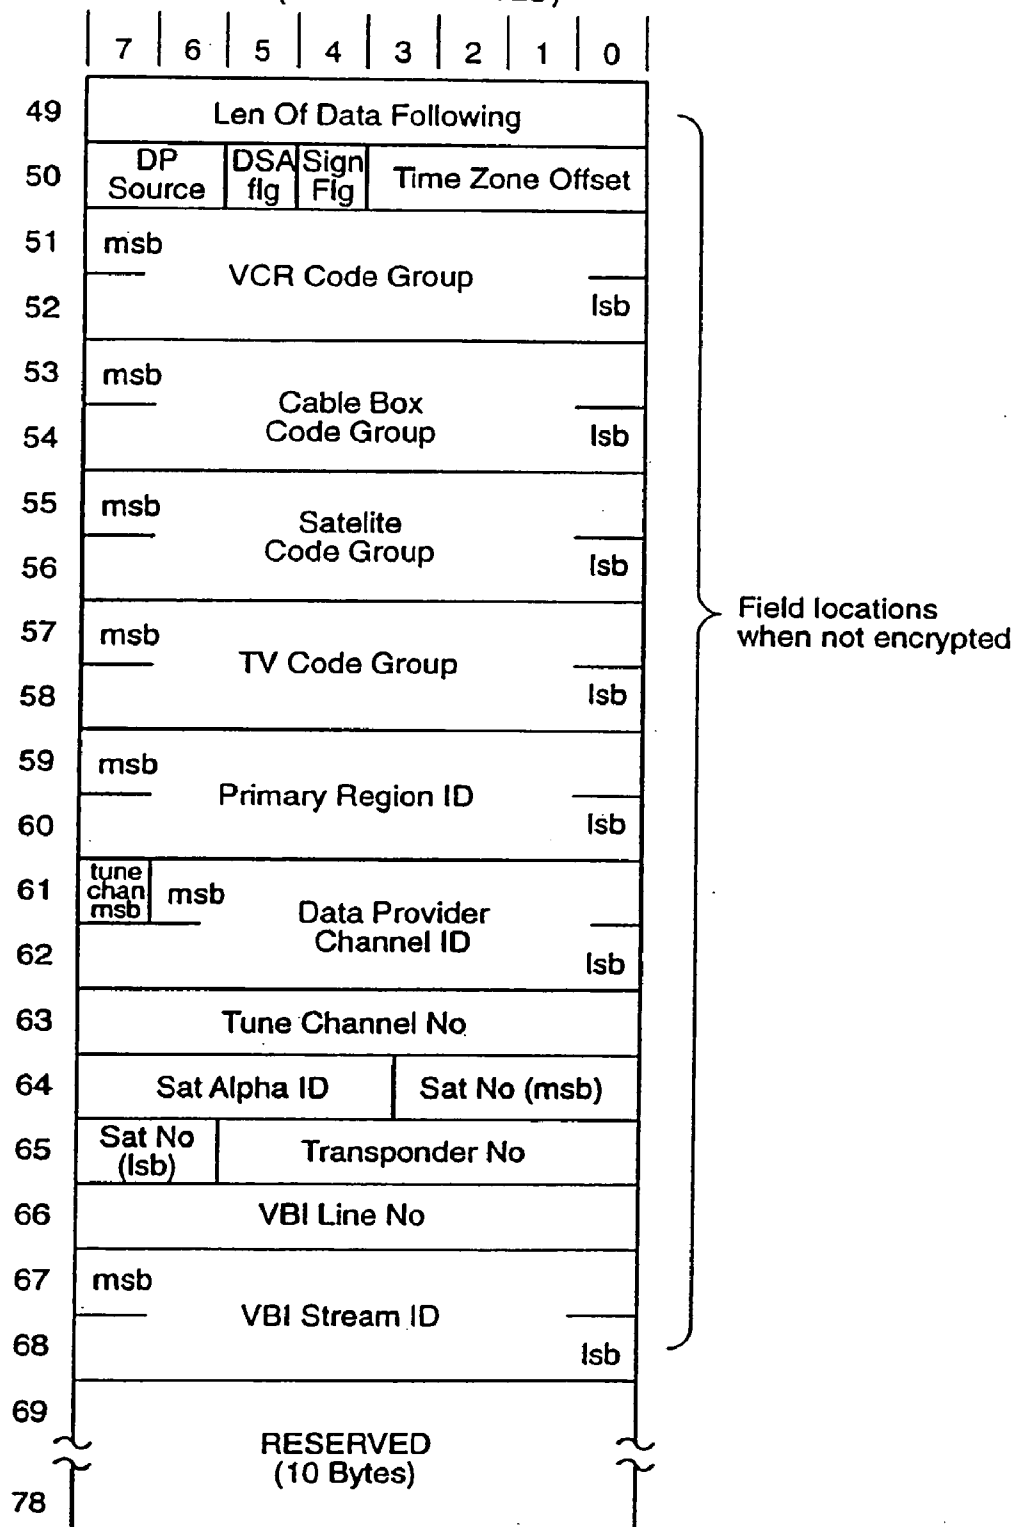 7 6 5 4 3 2 1 0
49 Len Of Data Following
50 DP Source DSA flg Sign Flg Time Zone Offset
51 msb
VCR Code Group
52 lsb
53 msb
Cable Box
Code Group
54 lsb
55 msb
Satelite
Code Group
56 lsb
57 msb
TV Code Group
58 lsb
Field locations
when not encrypted
59 msb
Primary Region ID
60 lsb
61 tune chan msb msb
Data Provider
Channel ID
62 lsb
63 Tune Channel No
64 Sat Alpha ID Sat No (msb)
65 Sat No (lsb) Transponder No
66 VBI Line No
67 msb
VBI Stream ID
68 lsb
69
RESERVED
(10 Bytes)
78